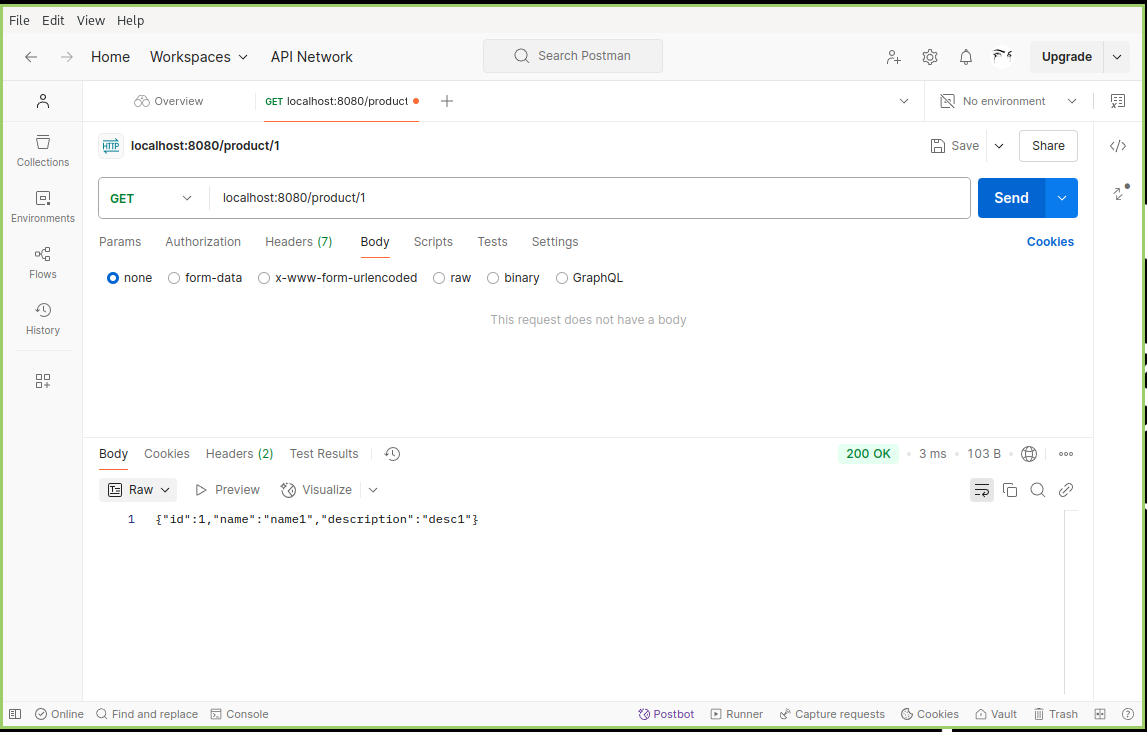 File Edit View Help
Home Workspaces API Network Search Postman Upgrade
Overview GET localhost:8080/product No environment
HTTP localhost:8080/product/1 Save Share
Collections
Environments
Flows
History
GET localhost:8080/product/1 Send
Params Authorization Headers (7) Body Scripts Tests Settings Cookies
none form-data x-www-form-urlencoded raw binary GraphQL
This request does not have a body
Body Cookies Headers (2) Test Results 200 OK • 3 ms • 103 B •
Raw Preview Visualize
1 {"id":1,"name":"name1","description":"desc1"}
Online Find and replace Console Postbot Runner Capture requests Cookies Vault Trash